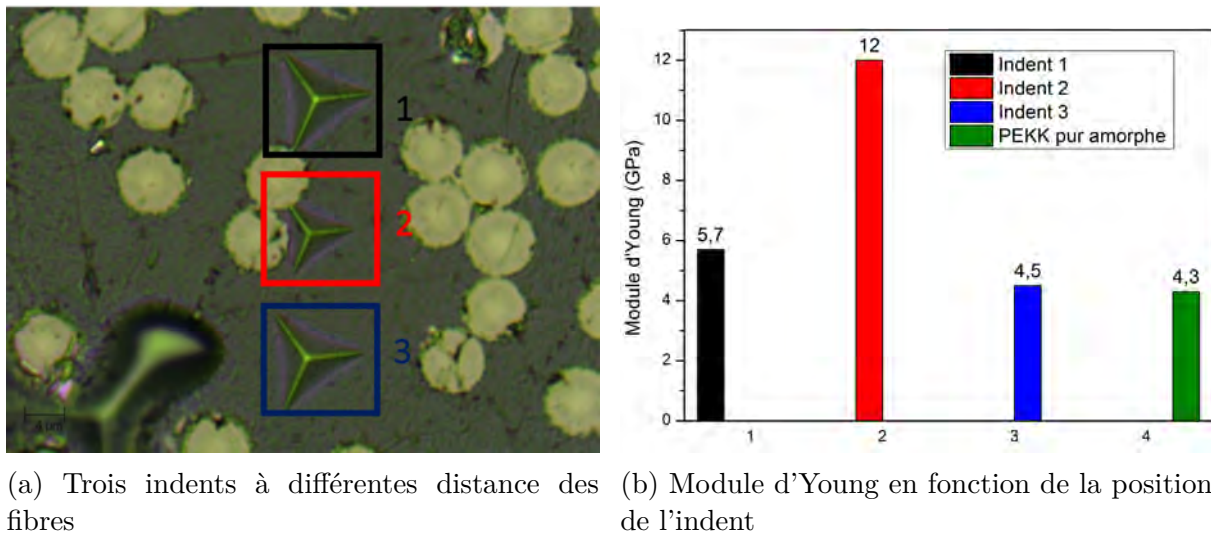 1
2
3
4 µm
Module d'Young (GPa)
12
10
8
6
4
2
0
5,7
12
4,5
4,3
Indent 1
Indent 2
Indent 3
PEKK pur amorphe
1
2
3
4
(a) Trois indents à différentes distance des
fibres
(b) Module d'Young en fonction de la position
de l'indent